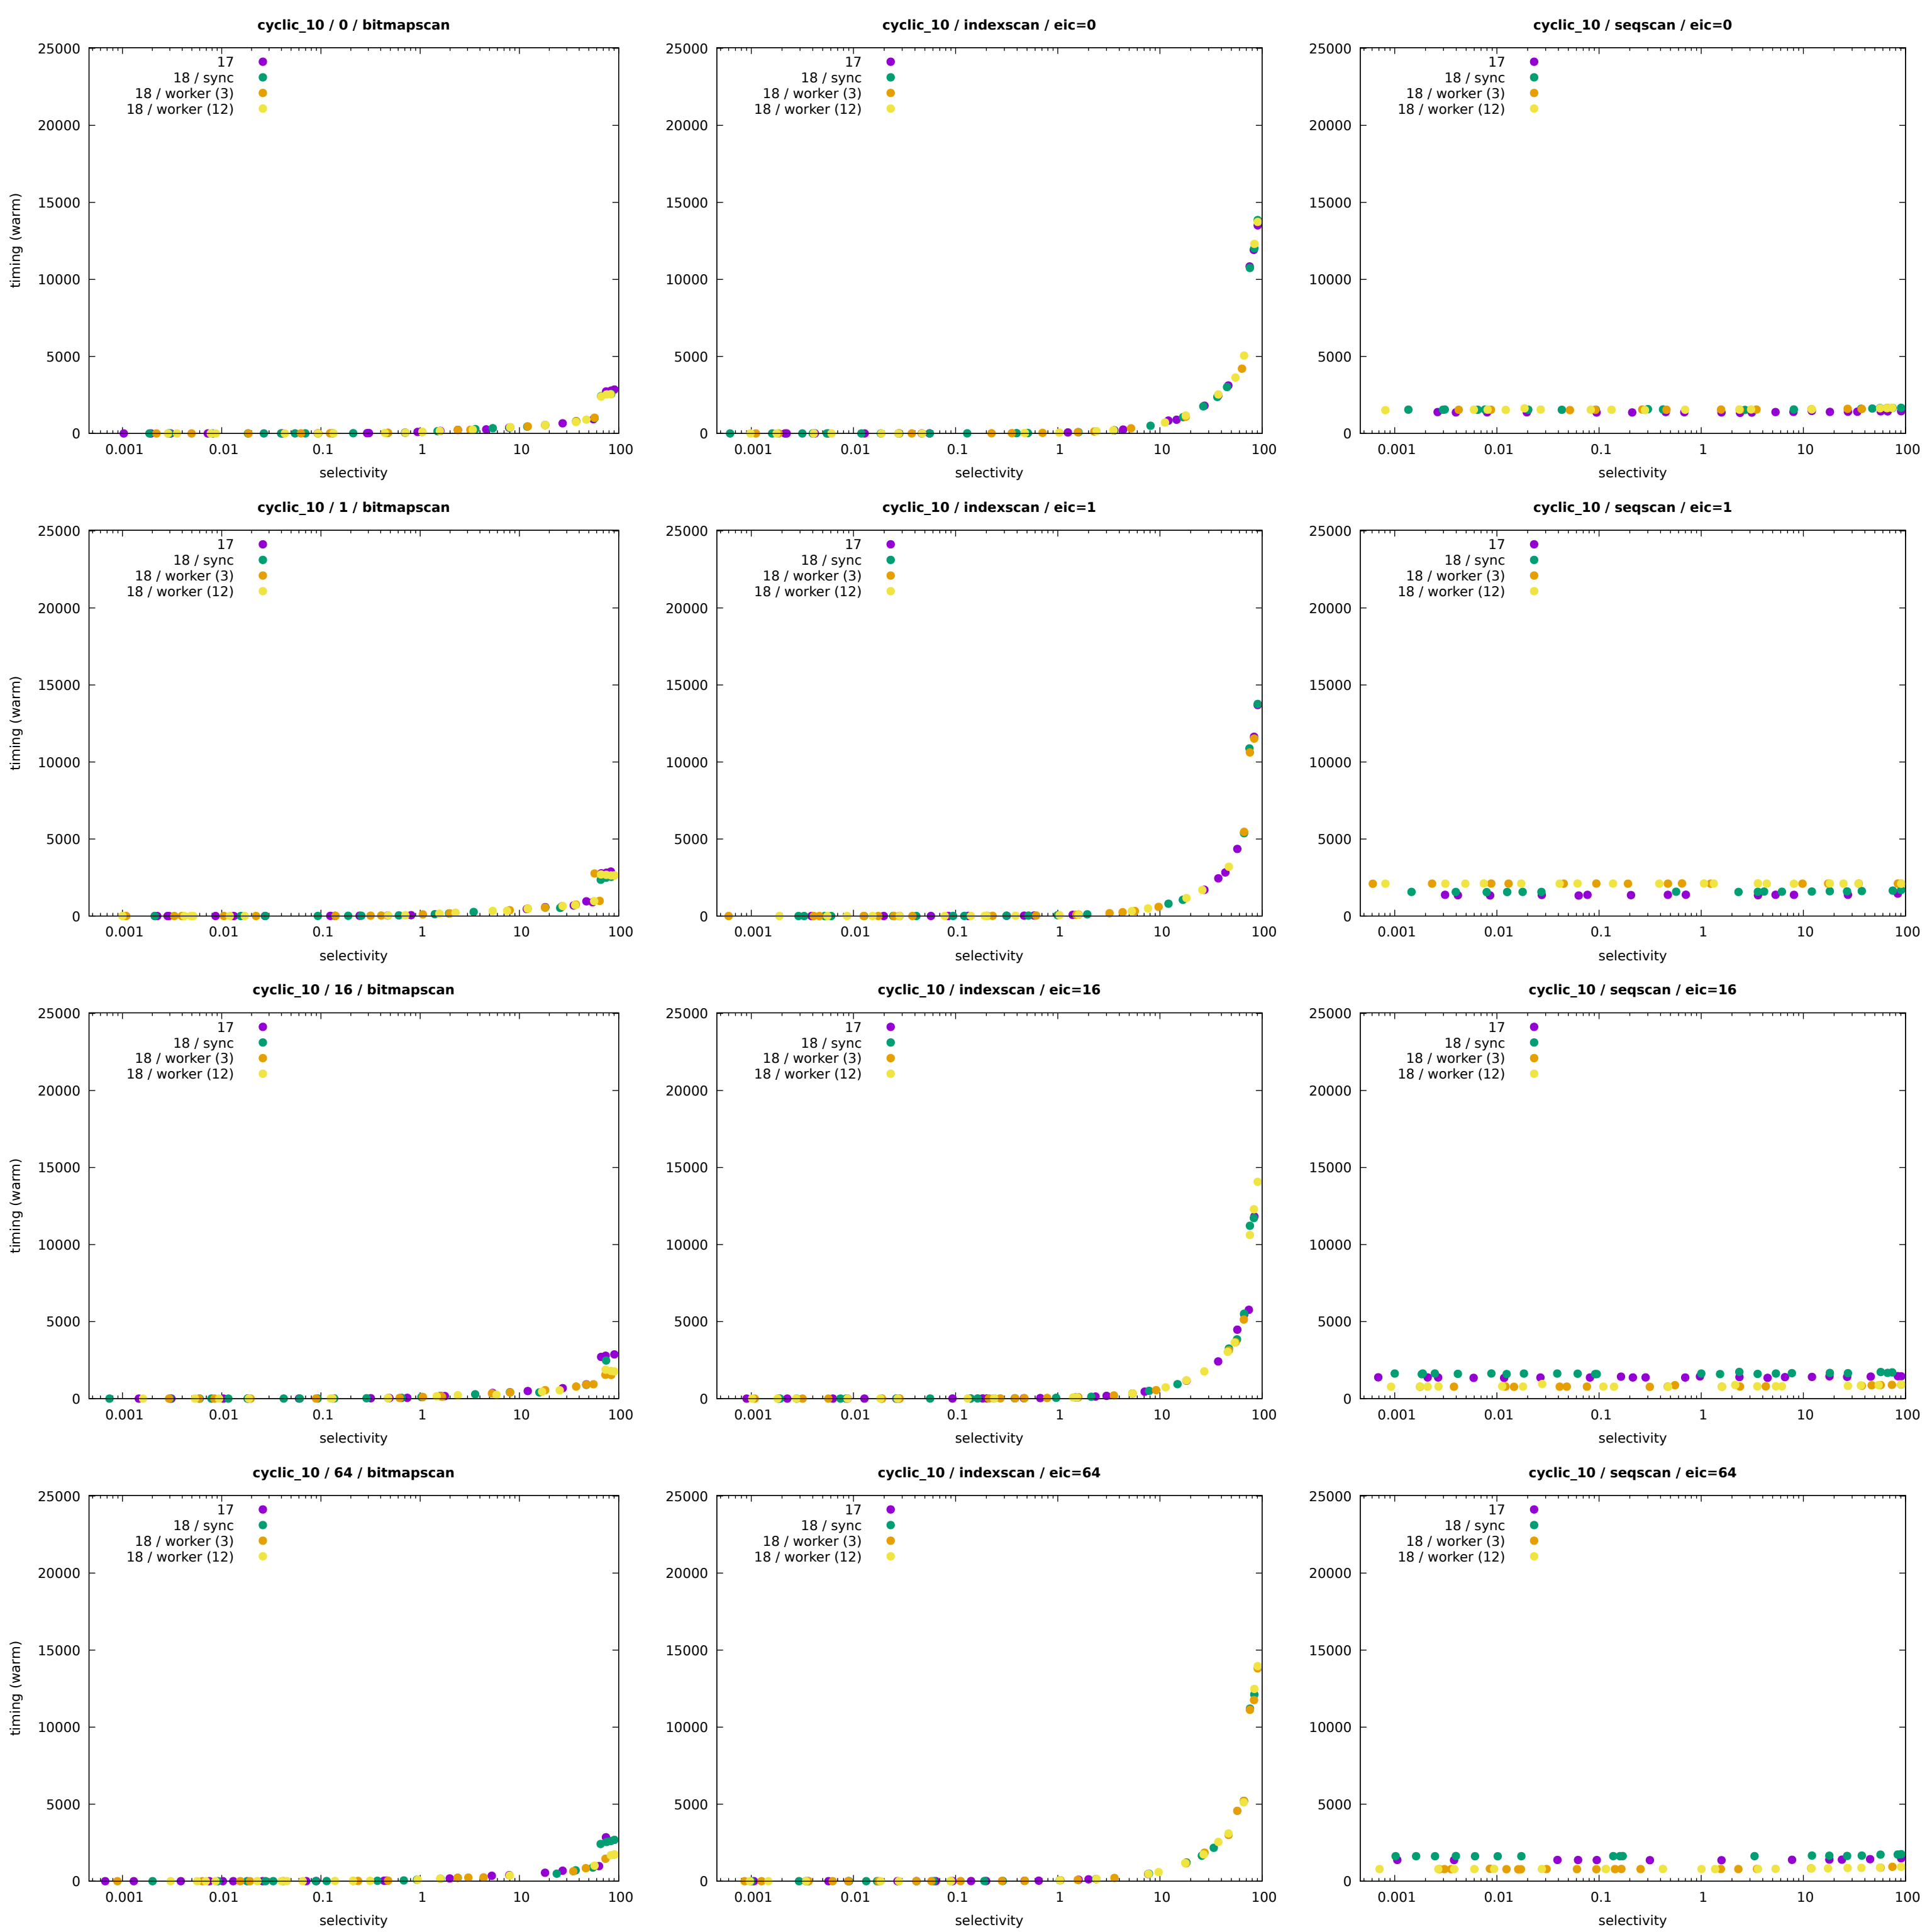 cyclic_10 / 0 / bitmapscan
25000
20000
15000
10000
5000
0
timing (warm)
17
18 / sync
18 / worker (3)
18 / worker (12)
0.001 0.01 0.1 1 10 100
selectivity
cyclic_10 / indexscan / eic=0
25000
20000
15000
10000
5000
0
17
18 / sync
18 / worker (3)
18 / worker (12)
0.001 0.01 0.1 1 10 100
selectivity
cyclic_10 / seqscan / eic=0
25000
20000
15000
10000
5000
0
17
18 / sync
18 / worker (3)
18 / worker (12)
0.001 0.01 0.1 1 10 100
selectivity
cyclic_10 / 1 / bitmapscan
25000
20000
15000
10000
5000
0
timing (warm)
17
18 / sync
18 / worker (3)
18 / worker (12)
0.001 0.01 0.1 1 10 100
selectivity
cyclic_10 / indexscan / eic=1
25000
20000
15000
10000
5000
0
17
18 / sync
18 / worker (3)
18 / worker (12)
0.001 0.01 0.1 1 10 100
selectivity
cyclic_10 / seqscan / eic=1
25000
20000
15000
10000
5000
0
17
18 / sync
18 / worker (3)
18 / worker (12)
0.001 0.01 0.1 1 10 100
selectivity
cyclic_10 / 16 / bitmapscan
25000
20000
15000
10000
5000
0
timing (warm)
17
18 / sync
18 / worker (3)
18 / worker (12)
0.001 0.01 0.1 1 10 100
selectivity
cyclic_10 / indexscan / eic=16
25000
20000
15000
10000
5000
0
17
18 / sync
18 / worker (3)
18 / worker (12)
0.001 0.01 0.1 1 10 100
selectivity
cyclic_10 / seqscan / eic=16
25000
20000
15000
10000
5000
0
17
18 / sync
18 / worker (3)
18 / worker (12)
0.001 0.01 0.1 1 10 100
selectivity
cyclic_10 / 64 / bitmapscan
25000
20000
15000
10000
5000
0
timing (warm)
17
18 / sync
18 / worker (3)
18 / worker (12)
0.001 0.01 0.1 1 10 100
selectivity
cyclic_10 / indexscan / eic=64
25000
20000
15000
10000
5000
0
17
18 / sync
18 / worker (3)
18 / worker (12)
0.001 0.01 0.1 1 10 100
selectivity
cyclic_10 / seqscan / eic=64
25000
20000
15000
10000
5000
0
17
18 / sync
18 / worker (3)
18 / worker (12)
0.001 0.01 0.1 1 10 100
selectivity